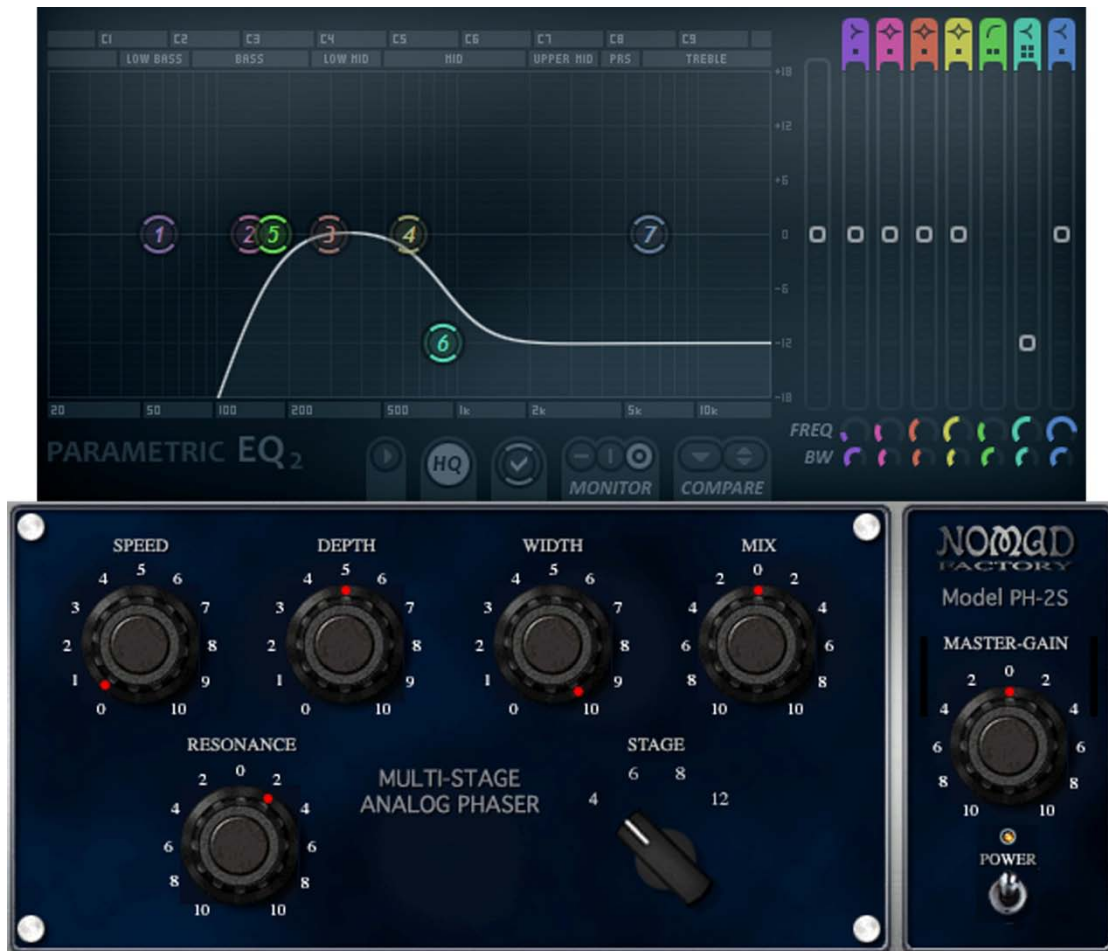 C1 C2 C3 C4 C5 C6 C7 C8 C9
LOW BASS BASS LOW MID MID UPPER MID PRS TREBLE
+18
+12
+6
1 2 5 3 4 7 0
-6
6 -12
-18
20 50 100 200 500 1k 2k 5k 10k
FREQ
BW
PARAMETRIC EQ 2
HQ
MONITOR COMPARE
SPEED DEPTH WIDTH MIX
0 1 2 3 4 5 6 7 8 9 10
0 1 2 3 4 5 6 7 8 9 10
0 1 2 3 4 5 6 7 8 9 10
10 8 6 4 2 0 2 4 6 8 10
RESONANCE
10 8 6 4 2 0 2 4 6 8 10
MULTI-STAGE
ANALOG PHASER
STAGE
4 6 8 12
NOMAD
FACTORY
Model PH-2S
MASTER-GAIN
10 8 6 4 2 0 2 4 6 8 10
POWER